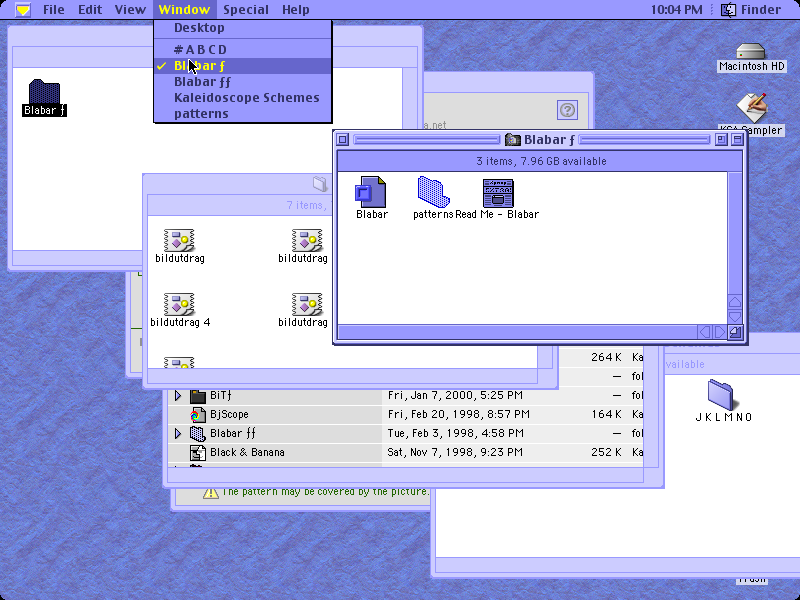 File Edit View Window Special Help 10:04 PM Finder
Desktop
# A B C D
Blabar ƒ
Blabar ƒƒ
Kaleidoscope Schemes
patterns
Macintosh HD
Blabar ƒ
a.net
Blabar ƒ
3 items, 7.96 GB available
Blabar
patterns
Read Me - Blabar
7 items,
bildutdrag
bildutdrag
bildutdrag 4
bildutdrag
264 K Ka
— fol
vailable
BiTƒ Fri, Jan 7, 2000, 5:25 PM — fol
BjScope Fri, Feb 20, 1998, 8:57 PM 164 K Ka
Blabar ƒƒ Tue, Feb 3, 1998, 4:58 PM — fol
Black & Banana Sat, Nov 7, 1998, 9:23 PM 252 K Ka
J K L M N O
The pattern may be covered by the picture.
Trash